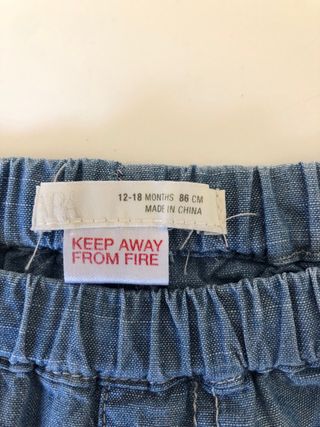 12-18 MONTHS 86 CM
MADE IN CHINA
KEEP AWAY
FROM FIRE